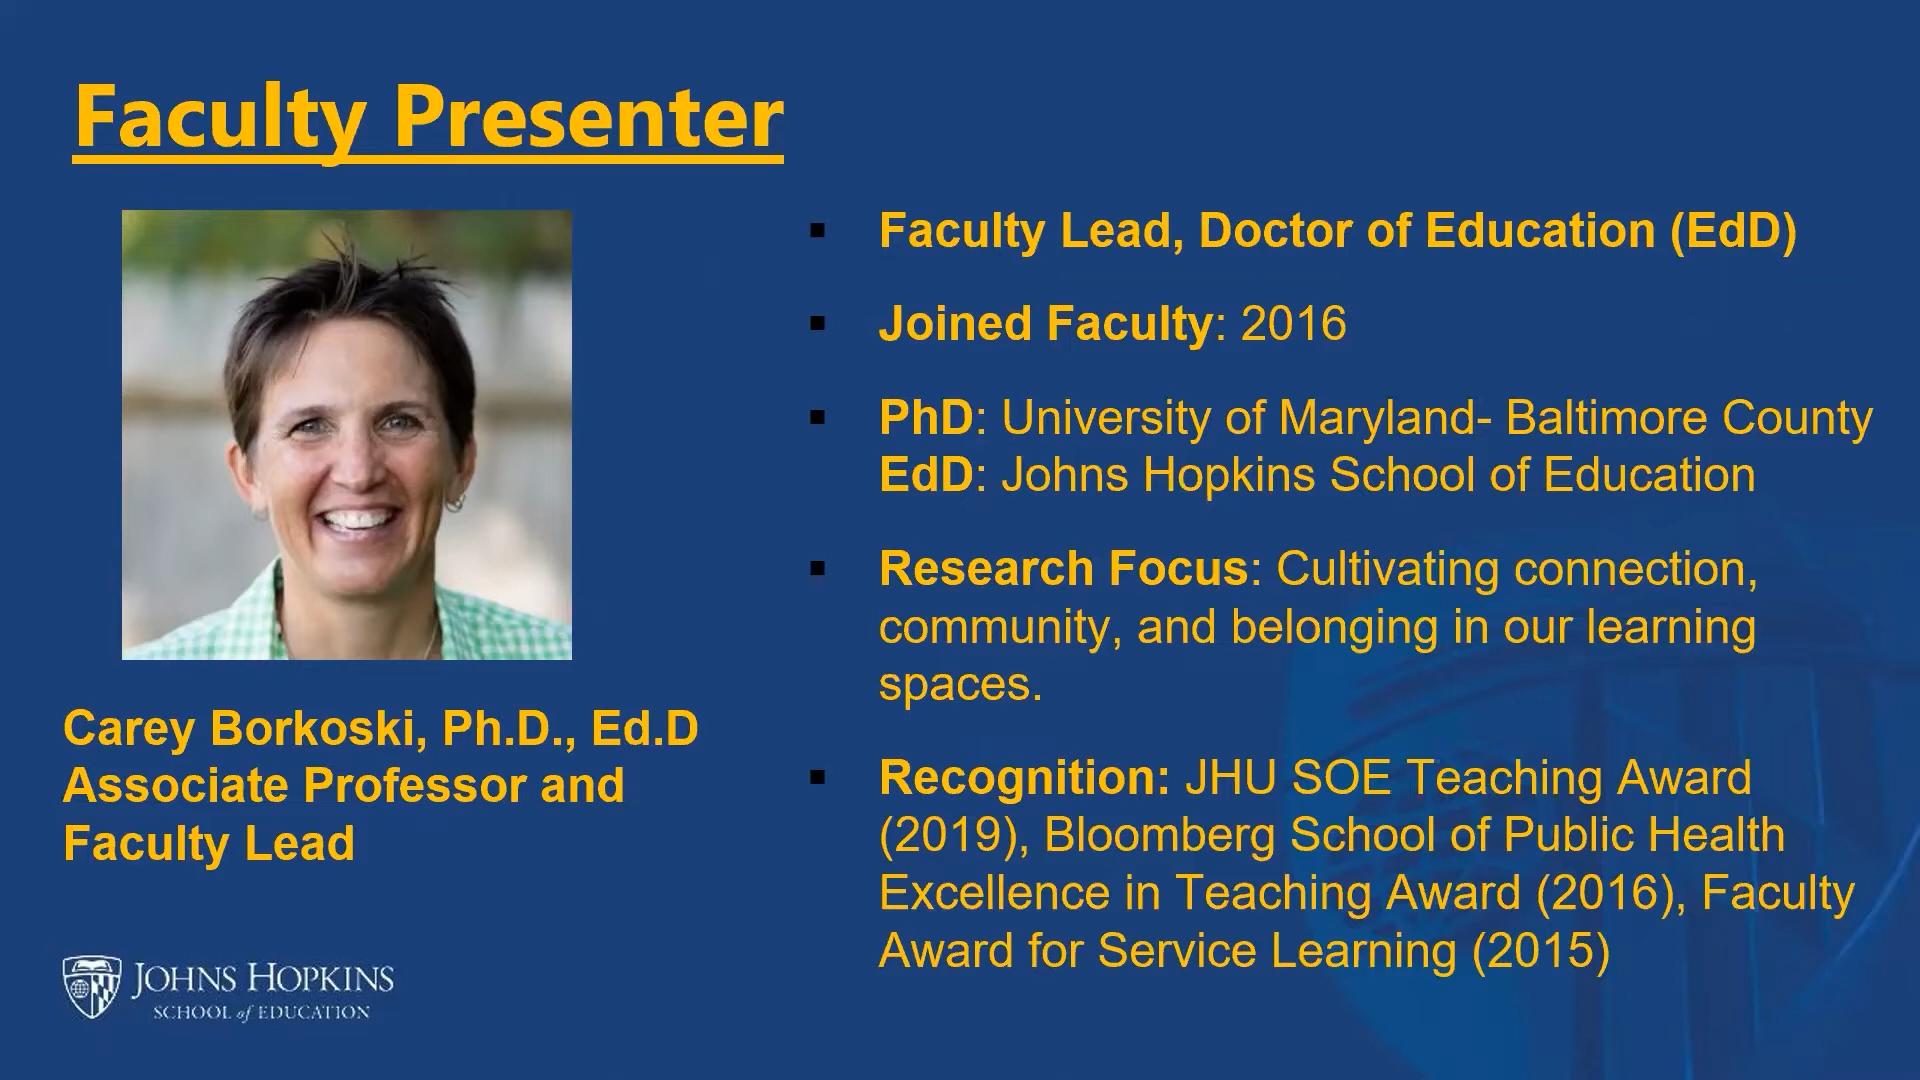 Faculty Presenter
Carey Borkoski, Ph.D., Ed.D
Associate Professor and
Faculty Lead
JOHNS HOPKINS
SCHOOL of EDUCATION
▪ Faculty Lead, Doctor of Education (EdD)
▪ Joined Faculty: 2016
▪ PhD: University of Maryland- Baltimore County
EdD: Johns Hopkins School of Education
▪ Research Focus: Cultivating connection,
community, and belonging in our learning
spaces.
▪ Recognition: JHU SOE Teaching Award
(2019), Bloomberg School of Public Health
Excellence in Teaching Award (2016), Faculty
Award for Service Learning (2015)